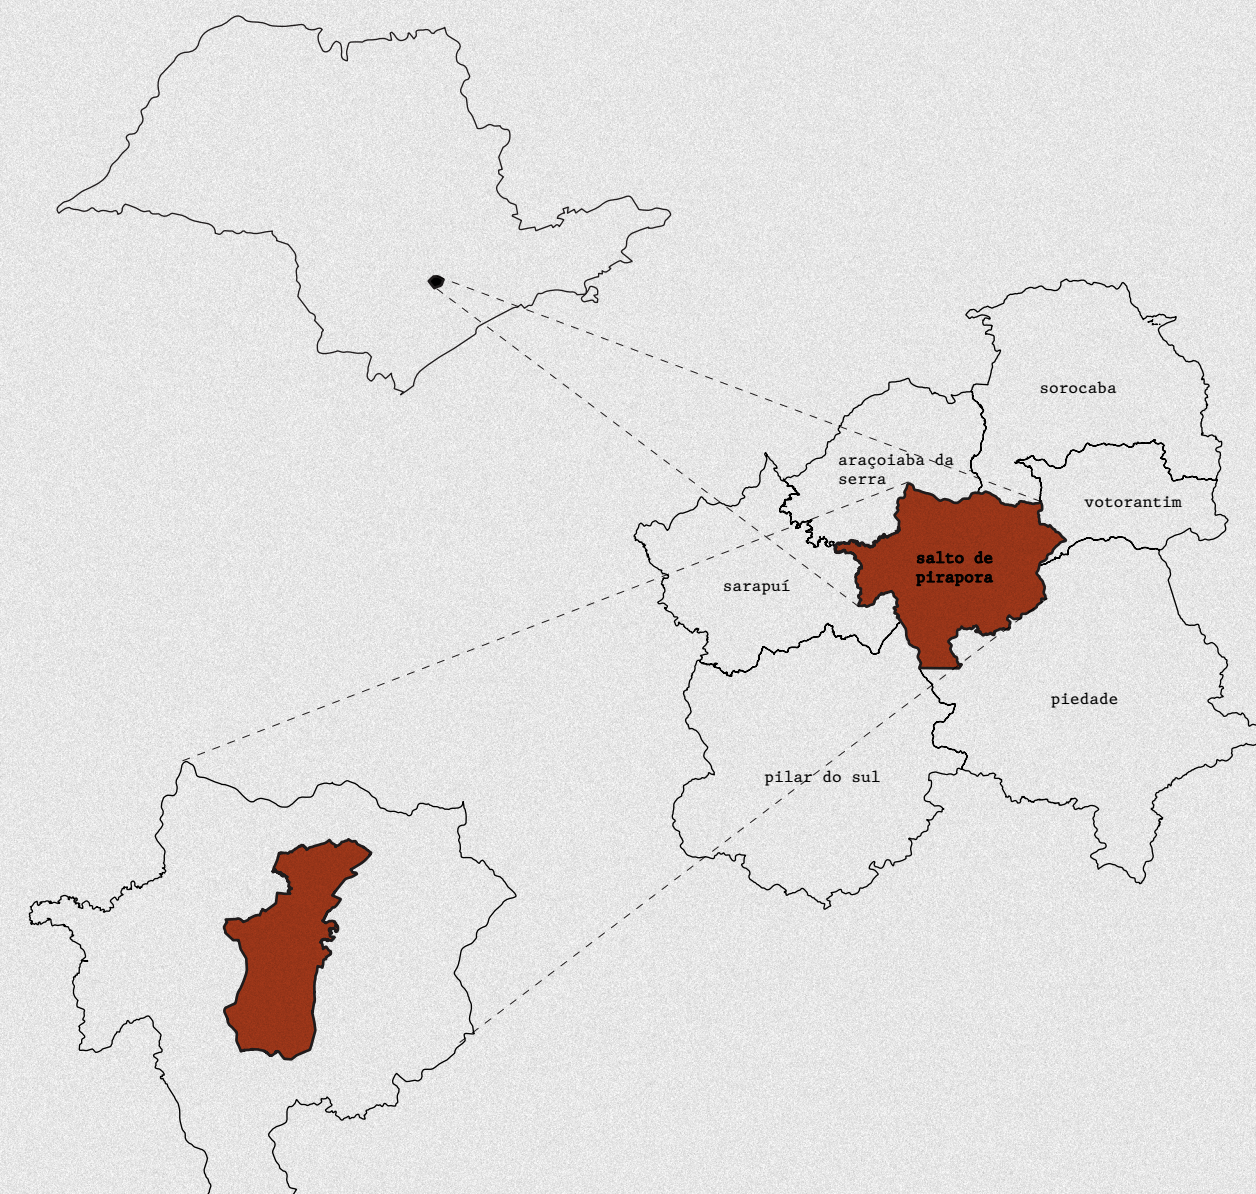 sorocaba
araçoiaba da
serra
votorantim
salto de
pirapora
sarapuí
piedade
pilar do sul